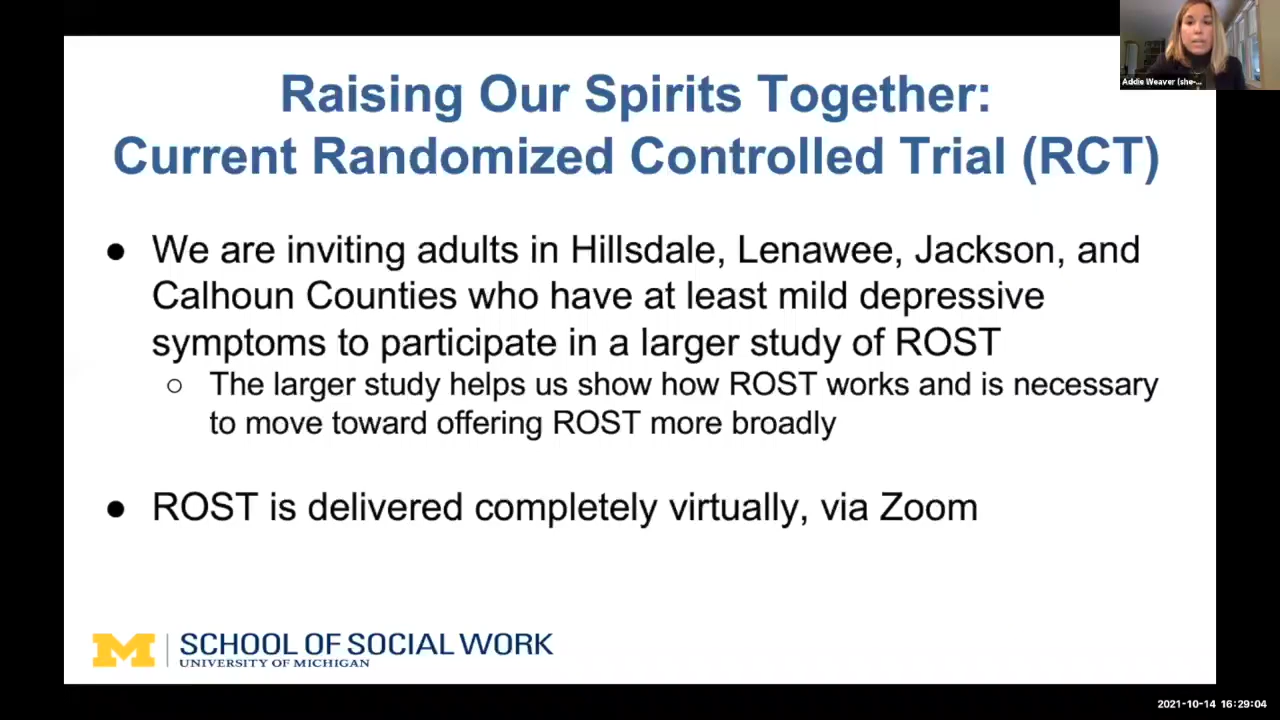 Addie Weaver (she-...
Raising Our Spirits Together:
Current Randomized Controlled Trial (RCT)
● We are inviting adults in Hillsdale, Lenawee, Jackson, and
Calhoun Counties who have at least mild depressive
symptoms to participate in a larger study of ROST
○ The larger study helps us show how ROST works and is necessary
to move toward offering ROST more broadly
● ROST is delivered completely virtually, via Zoom
M SCHOOL OF SOCIAL WORK
UNIVERSITY OF MICHIGAN
2021-10-14 16:29:04